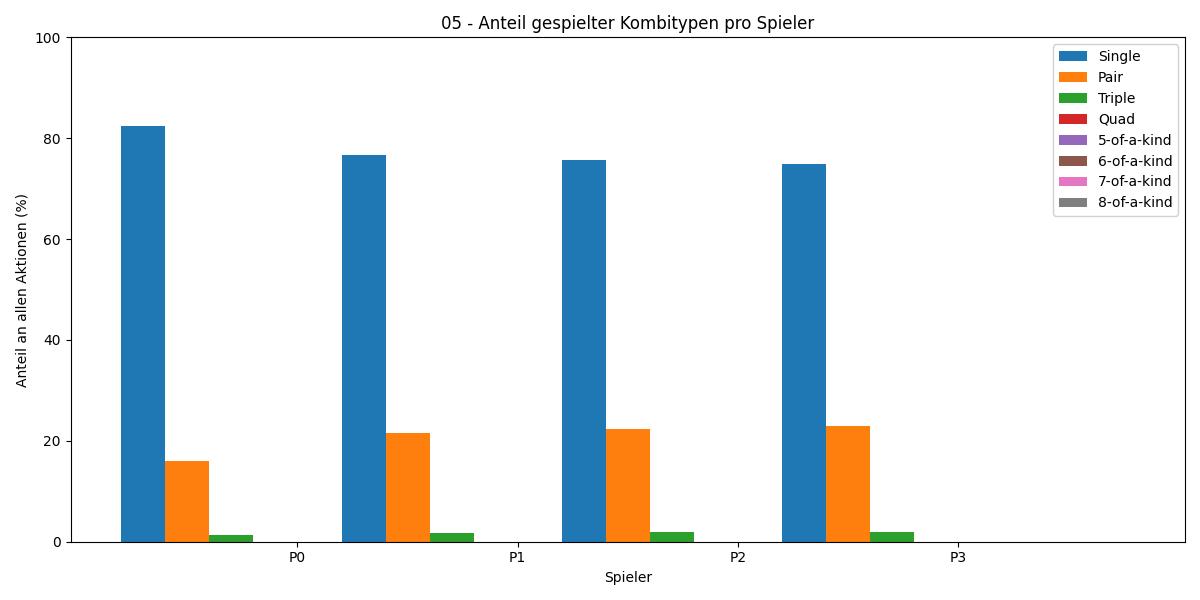 05 - Anteil gespielter Kombitypen pro Spieler
100
80
60
40
20
0
Anteil an allen Aktionen (%)
Single
Pair
Triple
Quad
5-of-a-kind
6-of-a-kind
7-of-a-kind
8-of-a-kind
P0 P1 P2 P3
Spieler